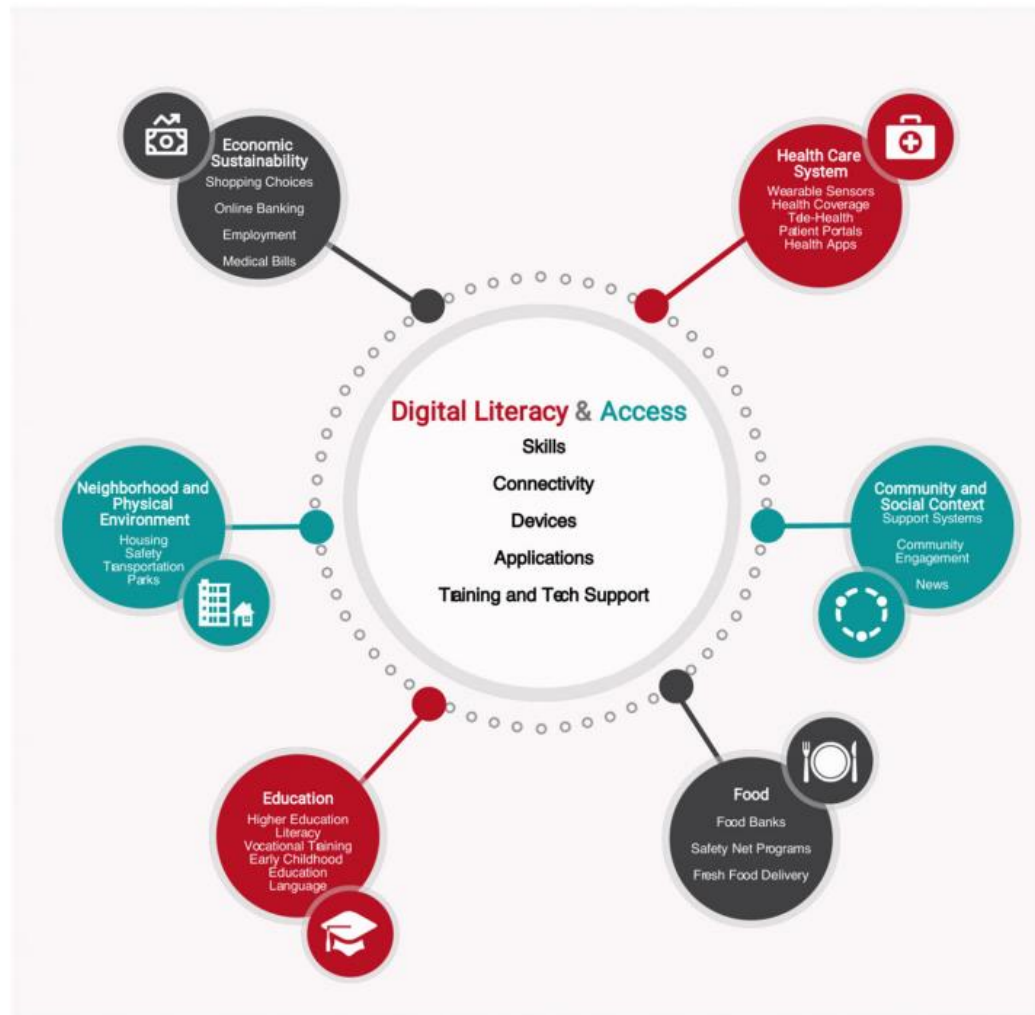 Economic
Sustainability
Shopping Choices
Online Banking
Employment
Medical Bills
Health Care
System
Wearable Sensors
Health Coverage
Tele-Health
Patient Portals
Health Apps
Digital Literacy & Access
Skills
Connectivity
Devices
Applications
Training and Tech Support
Neighborhood and
Physical
Environment
Housing
Safety
Transportation
Parks
Community and
Social Context
Support Systems
Community
Engagement
News
Education
Higher Education
Literacy
Vocational Training
Early Childhood
Education
Language
Food
Food Banks
Safety Net Programs
Fresh Food Delivery